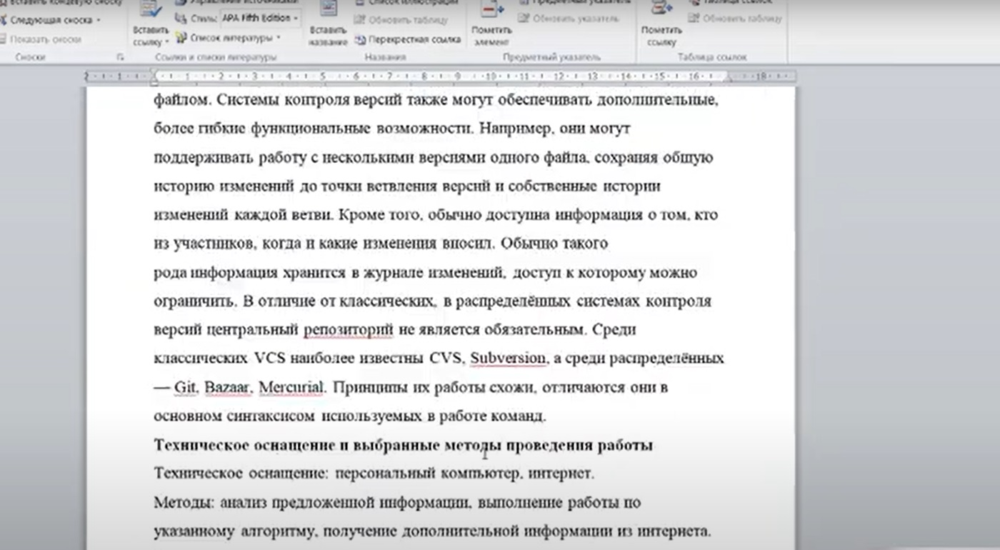 Вставить концевую сноску
Управление источниками
Список иллюстраций
Предметный указатель
Таблица ссылок
Следующая сноска
Стиль: APA Fifth Edition
Обновить таблицу
Обновить указатель
Обновить таблицу
Показать сноски
Вставить ссылку
Список литературы
Вставить название
Перекрестная ссылка
Пометить элемент
Пометить ссылку
Сноски
Ссылки и списки литературы
Названия
Предметный указатель
Таблица ссылок
2 1 1 2 3 4 5 6 7 8 9 10 11 12 13 14 15 16 18
файлом. Системы контроля версий также могут обеспечивать дополнительные,
более гибкие функциональные возможности. Например, они могут
поддерживать работу с несколькими версиями одного файла, сохраняя общую
историю изменений до точки ветвления версий и собственные истории
изменений каждой ветви. Кроме того, обычно доступна информация о том, кто
из участников, когда и какие изменения вносил. Обычно такого
рода информация хранится в журнале изменений, доступ к которому можно
ограничить. В отличие от классических, в распределённых системах контроля
версий центральный репозиторий не является обязательным. Среди
классических VCS наиболее известны CVS, Subversion, а среди распределённых
— Git, Bazaar, Mercurial. Принципы их работы схожи, отличаются они в
основном синтаксисом используемых в работе команд.
Техническое оснащение и выбранные методы проведения работы
Техническое оснащение: персональный компьютер, интернет.
Методы: анализ предложенной информации, выполнение работы по
указанному алгоритму, получение дополнительной информации из интернета.